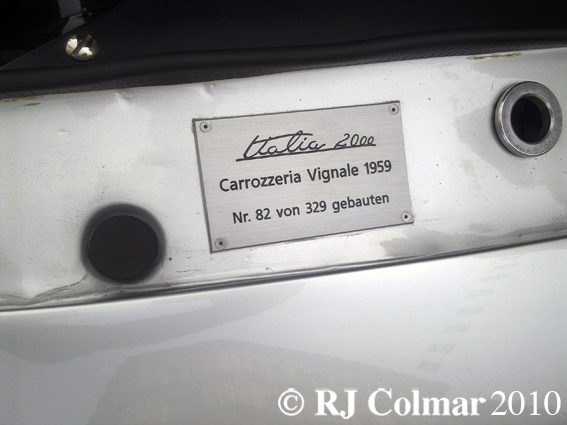 Italia 2000
Carrozzeria Vignale 1959
Nr. 82 von 329 gebauten
© RJ Colmar 2010